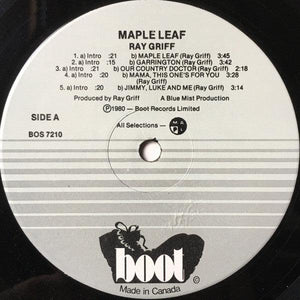 MAPLE LEAF
RAY GRIFF
1. a) Intro :21 b) MAPLE LEAF (Ray Griff) 3:45
2. a) Intro :15 b) GARRINGTON (Ray Griff) 4:32
3. a) Intro :21 b) OUR COUNTRY DOCTOR (Ray Griff) 2:18
4. a) Intro :20 b) MAMA, THIS ONE'S FOR YOU
(Ray Griff) 3:28
5. a) Intro :20 b) JIMMY, LUKE AND ME (Ray Griff) 3:14
Produced by Ray Griff A Blue Mist Production
Ⓟ1980 — Boot Records Limited
SIDE A
BOS 7210
All Selections —
boot
©
Made in Canada